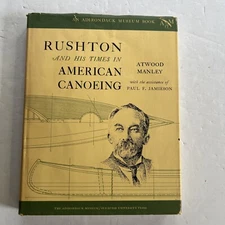 AN ADIRONDACK MUSEUM BOOK
RUSHTON
AND HIS TIMES IN
AMERICAN
CANOEING
ATWOOD
MANLEY
with the assistance of
PAUL F. JAMIESON